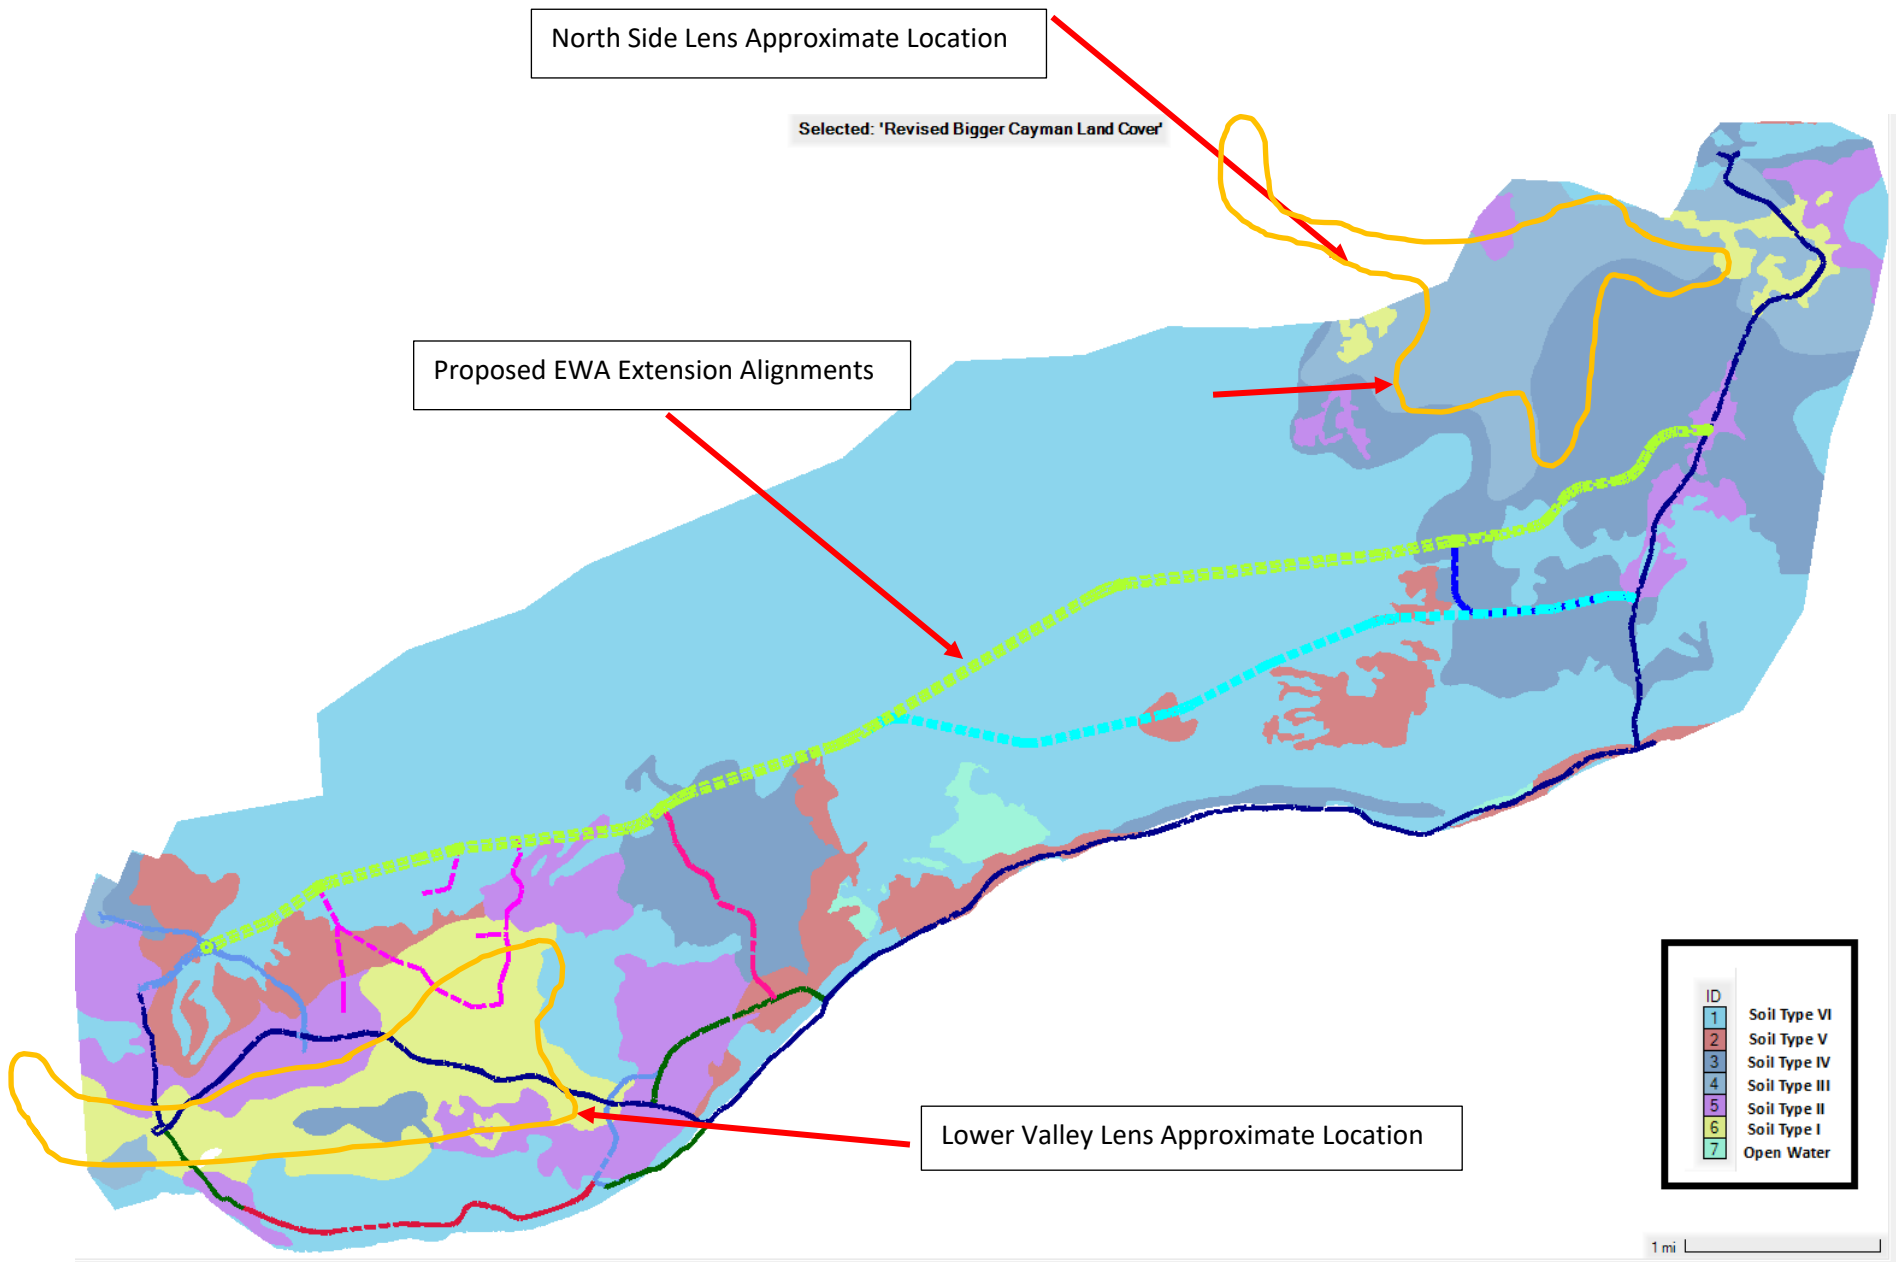 North Side Lens Approximate Location
Selected: 'Revised Bigger Cayman Land Cover'
Proposed EWA Extension Alignments
Lower Valley Lens Approximate Location
ID
1 Soil Type VI
2 Soil Type V
3 Soil Type IV
4 Soil Type III
5 Soil Type II
6 Soil Type I
7 Open Water
1 mi